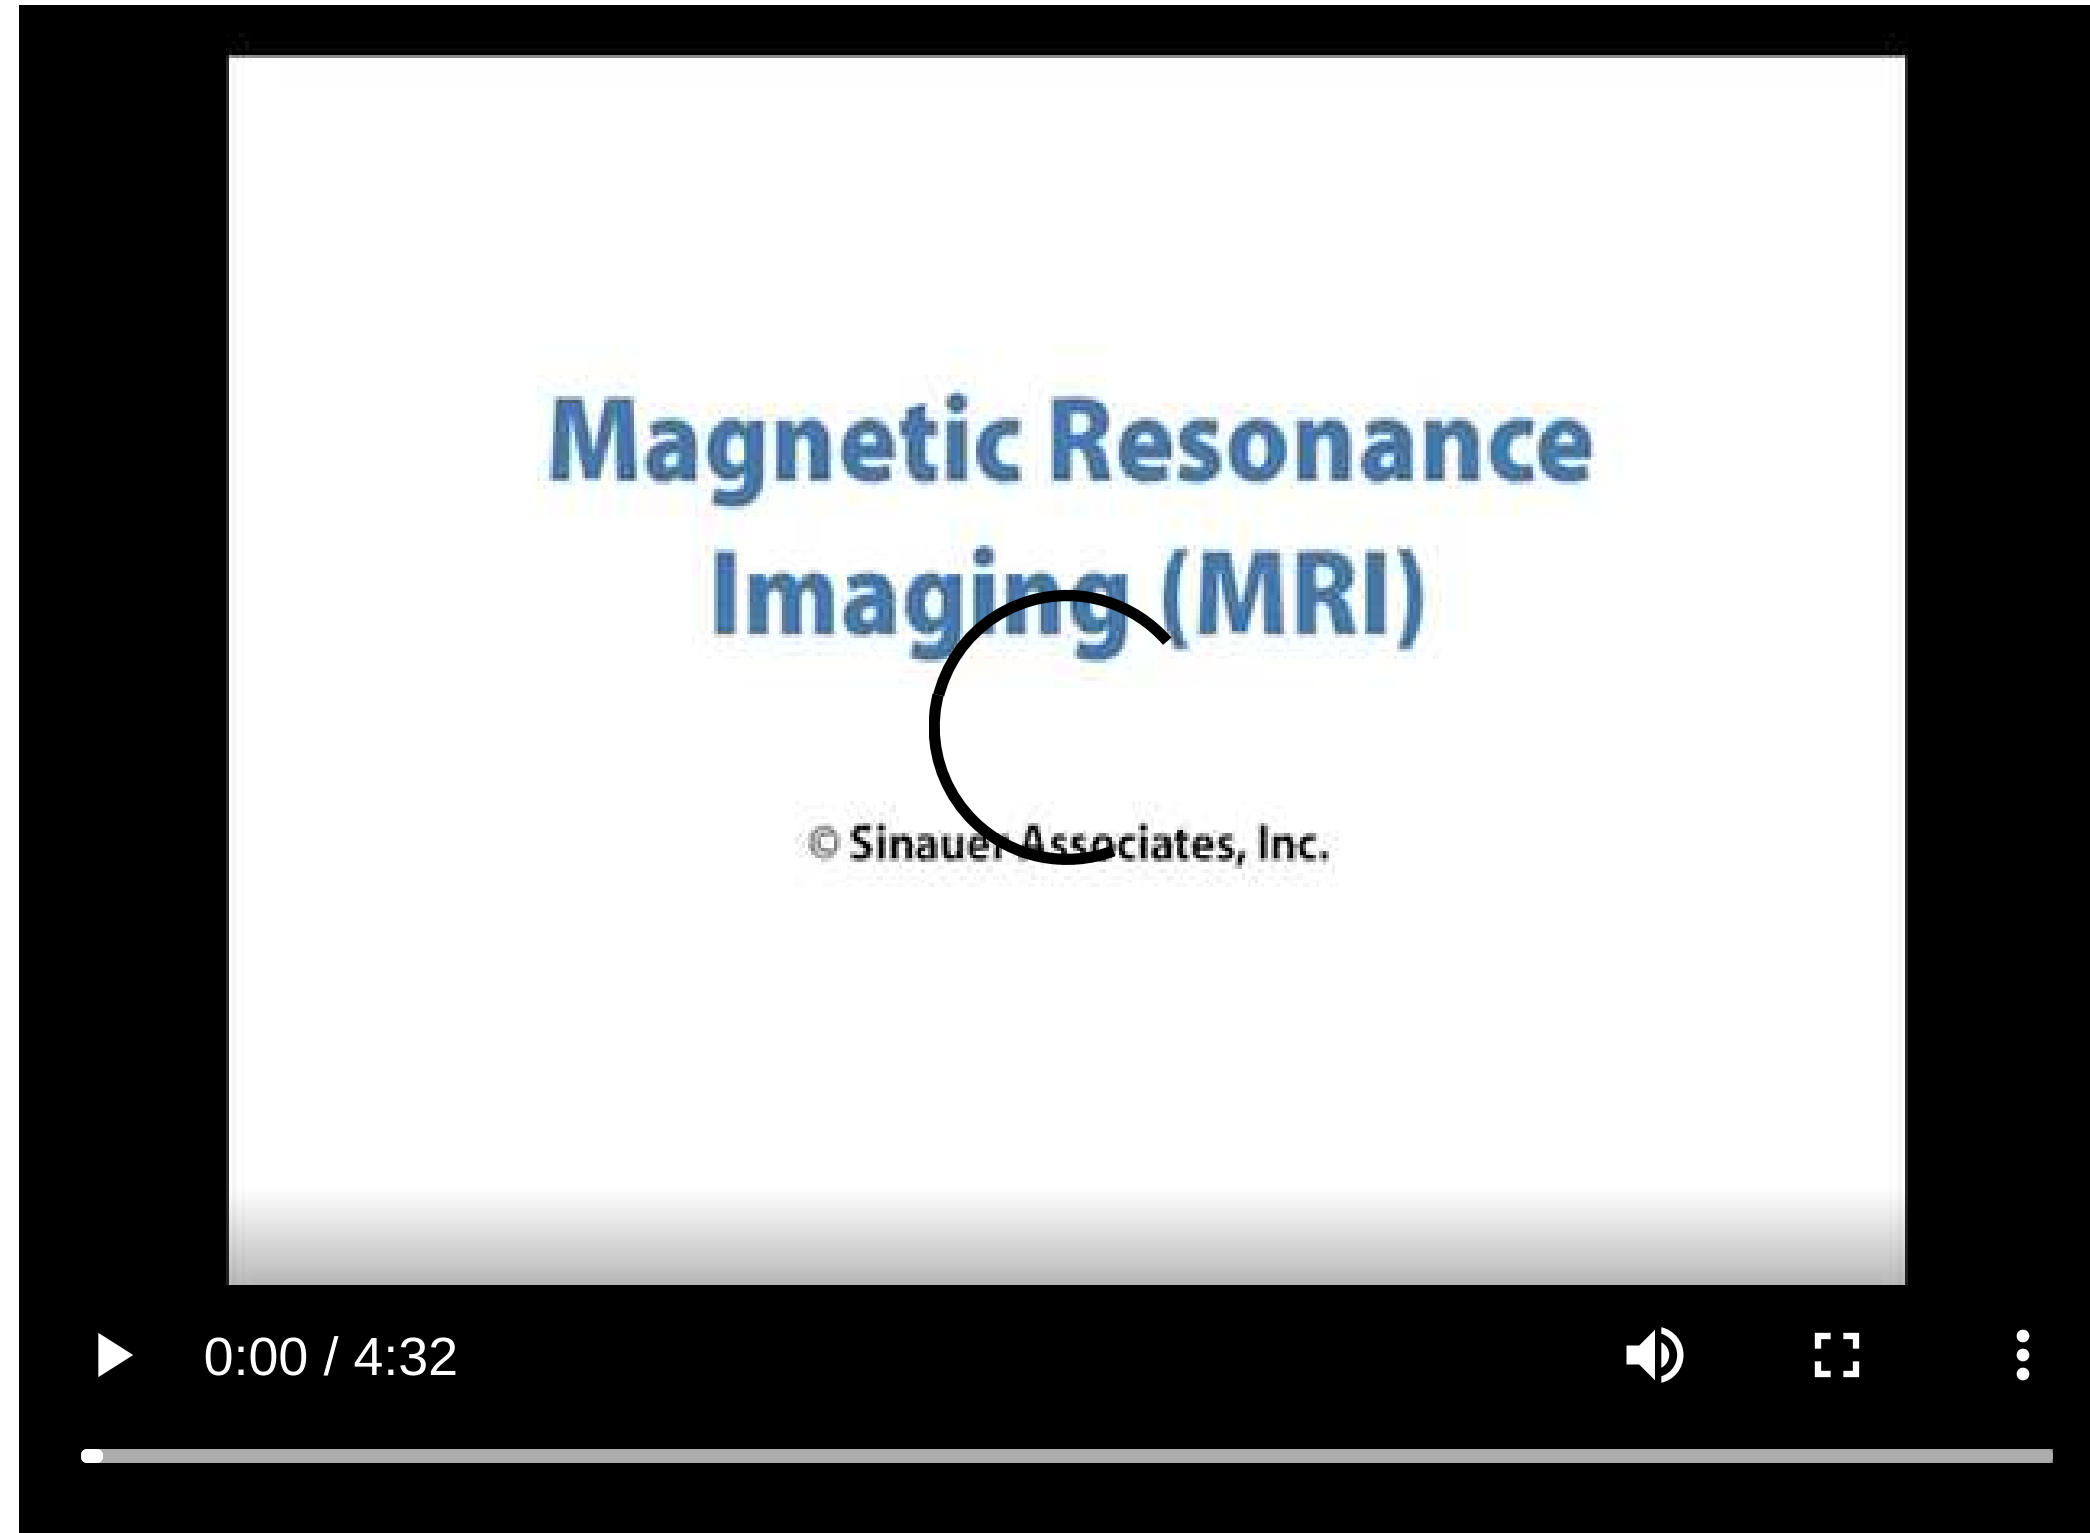 Magnetic Resonance
Imaging (MRI)
© Sinauer Associates, Inc.
0:00 / 4:32